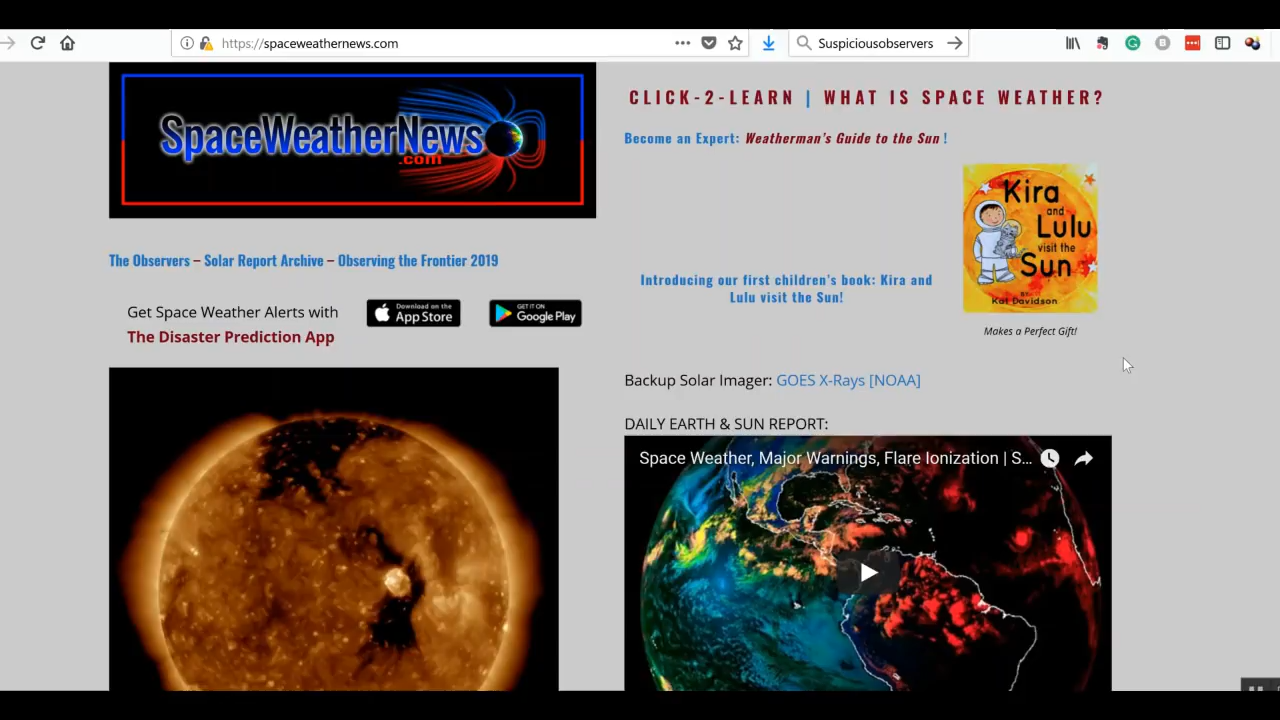 https://spaceweathernews.com
Suspiciousobservers
SpaceWeatherNews
.com
CLICK-2-LEARN | WHAT IS SPACE WEATHER?
Become an Expert: Weatherman's Guide to the Sun !
Kira
and
Lulu
visit the
Sun
BY:
Kat Davidson
The Observers – Solar Report Archive – Observing the Frontier 2019
Introducing our first children's book: Kira and
Lulu visit the Sun!
Get Space Weather Alerts with
The Disaster Prediction App
Download on the
App Store
GET IT ON
Google Play
Makes a Perfect Gift!
Backup Solar Imager: GOES X-Rays [NOAA]
DAILY EARTH & SUN REPORT:
Space Weather, Major Warnings, Flare Ionization | S...